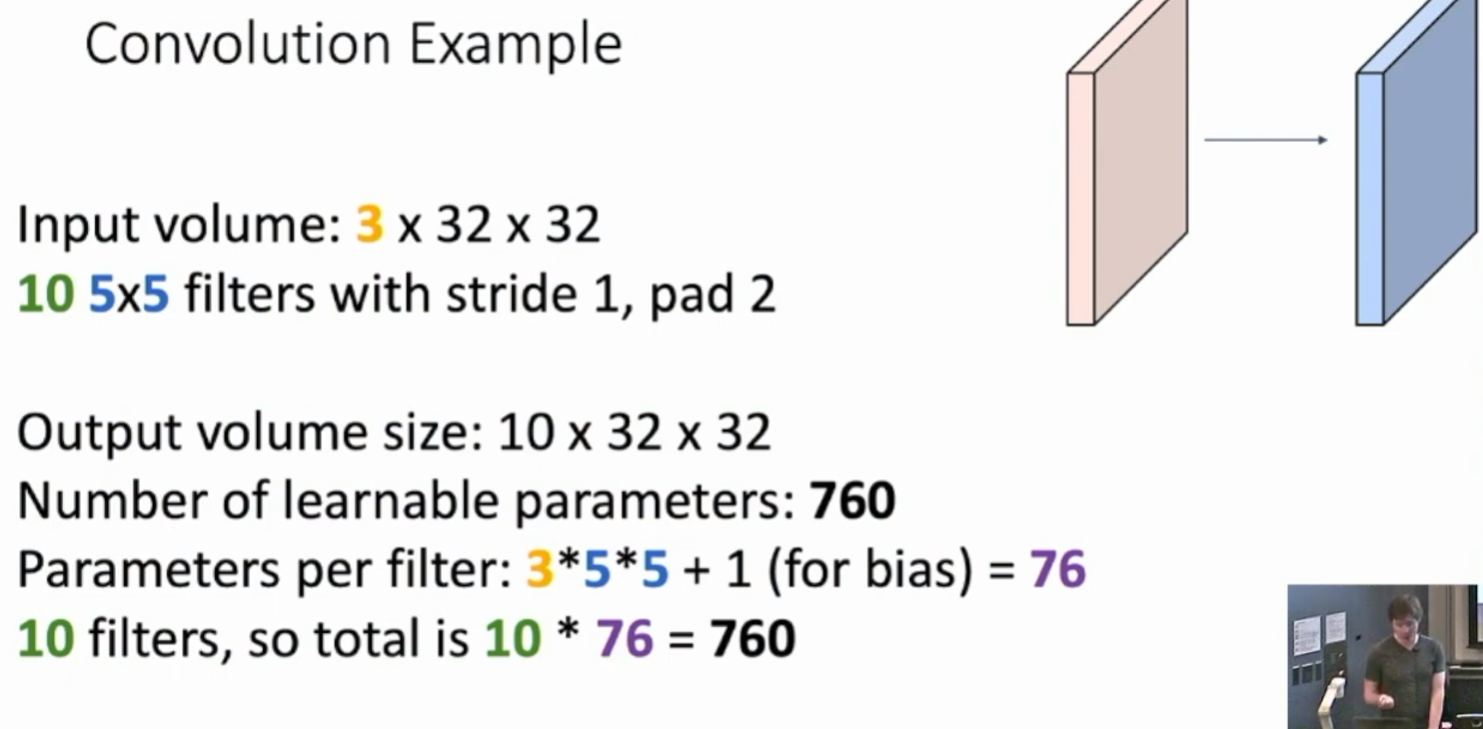 Convolution Example
Input volume: 3 x 32 x 32
10 5x5 filters with stride 1, pad 2
Output volume size: 10 x 32 x 32
Number of learnable parameters: 760
Parameters per filter: 3*5*5 + 1 (for bias) = 76
10 filters, so total is 10 * 76 = 760